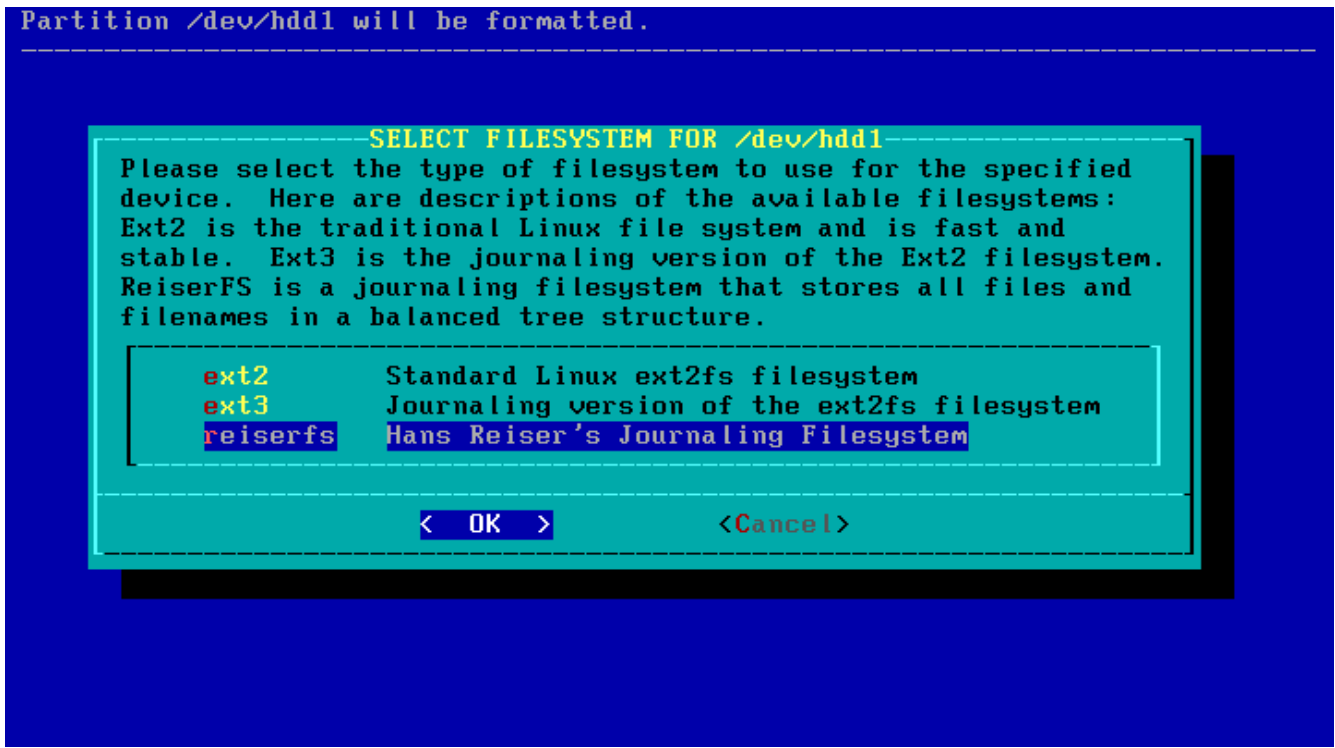 Partition /dev/hdd1 will be formatted.
SELECT FILESYSTEM FOR /dev/hdd1
Please select the type of filesystem to use for the specified
device.  Here are descriptions of the available filesystems:
Ext2 is the traditional Linux file system and is fast and
stable.  Ext3 is the journaling version of the Ext2 filesystem.
ReiserFS is a journaling filesystem that stores all files and
filenames in a balanced tree structure.
ext2 Standard Linux ext2fs filesystem
ext3 Journaling version of the ext2fs filesystem
reiserfs Hans Reiser's Journaling Filesystem
< OK > <Cancel>